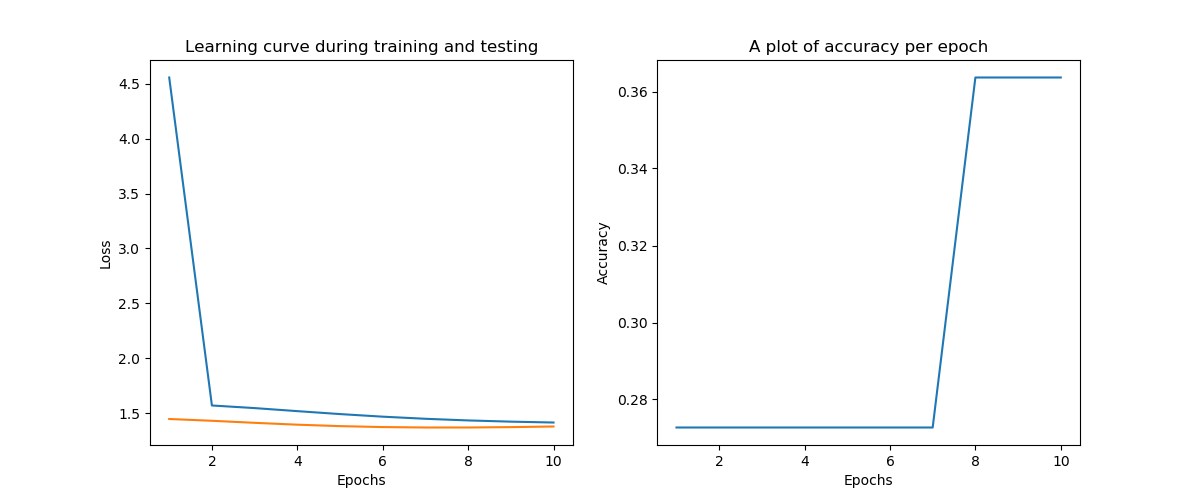 Learning curve during training and testing
4.5
4.0
3.5
3.0
2.5
2.0
1.5
Loss
2 4 6 8 10
Epochs
A plot of accuracy per epoch
0.36
0.34
0.32
0.30
0.28
Accuracy
2 4 6 8 10
Epochs